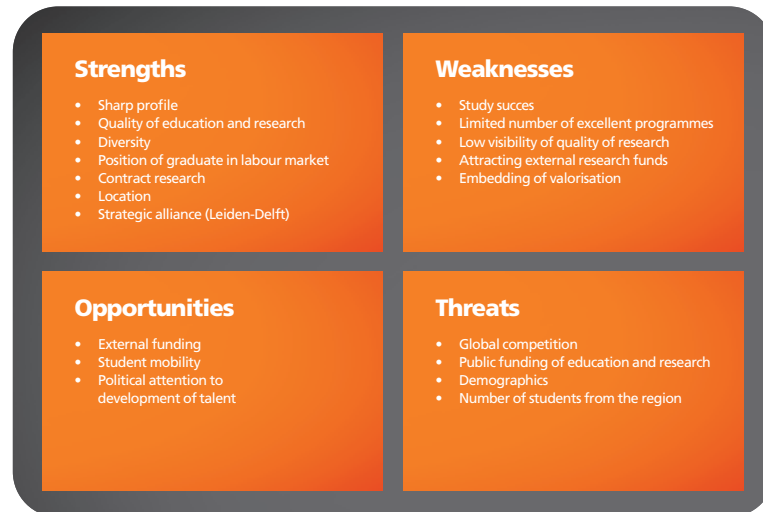 Strengths
• Sharp profile
• Quality of education and research
• Diversity
• Position of graduate in labour market
• Contract research
• Location
• Strategic alliance (Leiden-Delft)
Weaknesses
• Study succes
• Limited number of excellent programmes
• Low visibility of quality of research
• Attracting external research funds
• Embedding of valorisation
Opportunities
• External funding
• Student mobility
• Political attention to
development of talent
Threats
• Global competition
• Public funding of education and research
• Demographics
• Number of students from the region